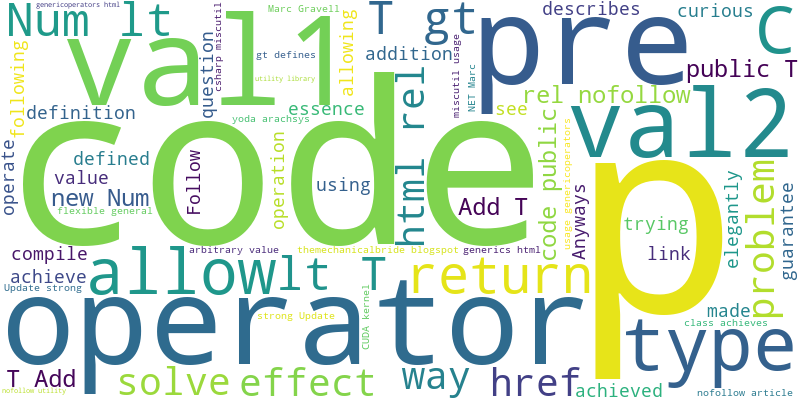 genericoperators html
Num lt
val1
Marc Gravell
T gt
pre
describes
curious
C
following
question
csharp miscutil
gt defines
allowing
addition
miscutil usage
NET Marc
public T
utility library
code
definition
yoda arachsys
essence
html rel
rel nofollow
see
val2
operate
defined
value
new Num
flexible general
Follow
operation
using
Add T
code public
usage genericoperators
Anyways
p
trying
link
elegantly
problem
guarantee
compile
achieve
Update strong
allow
arbitrary value
lt T
themechanicalbride blogspot
generics html
return
operator
strong Update
CUDA kernel
type
made
class achieves
T Add
nofollow utility
solve
effect
way
href
achieved
nofollow article